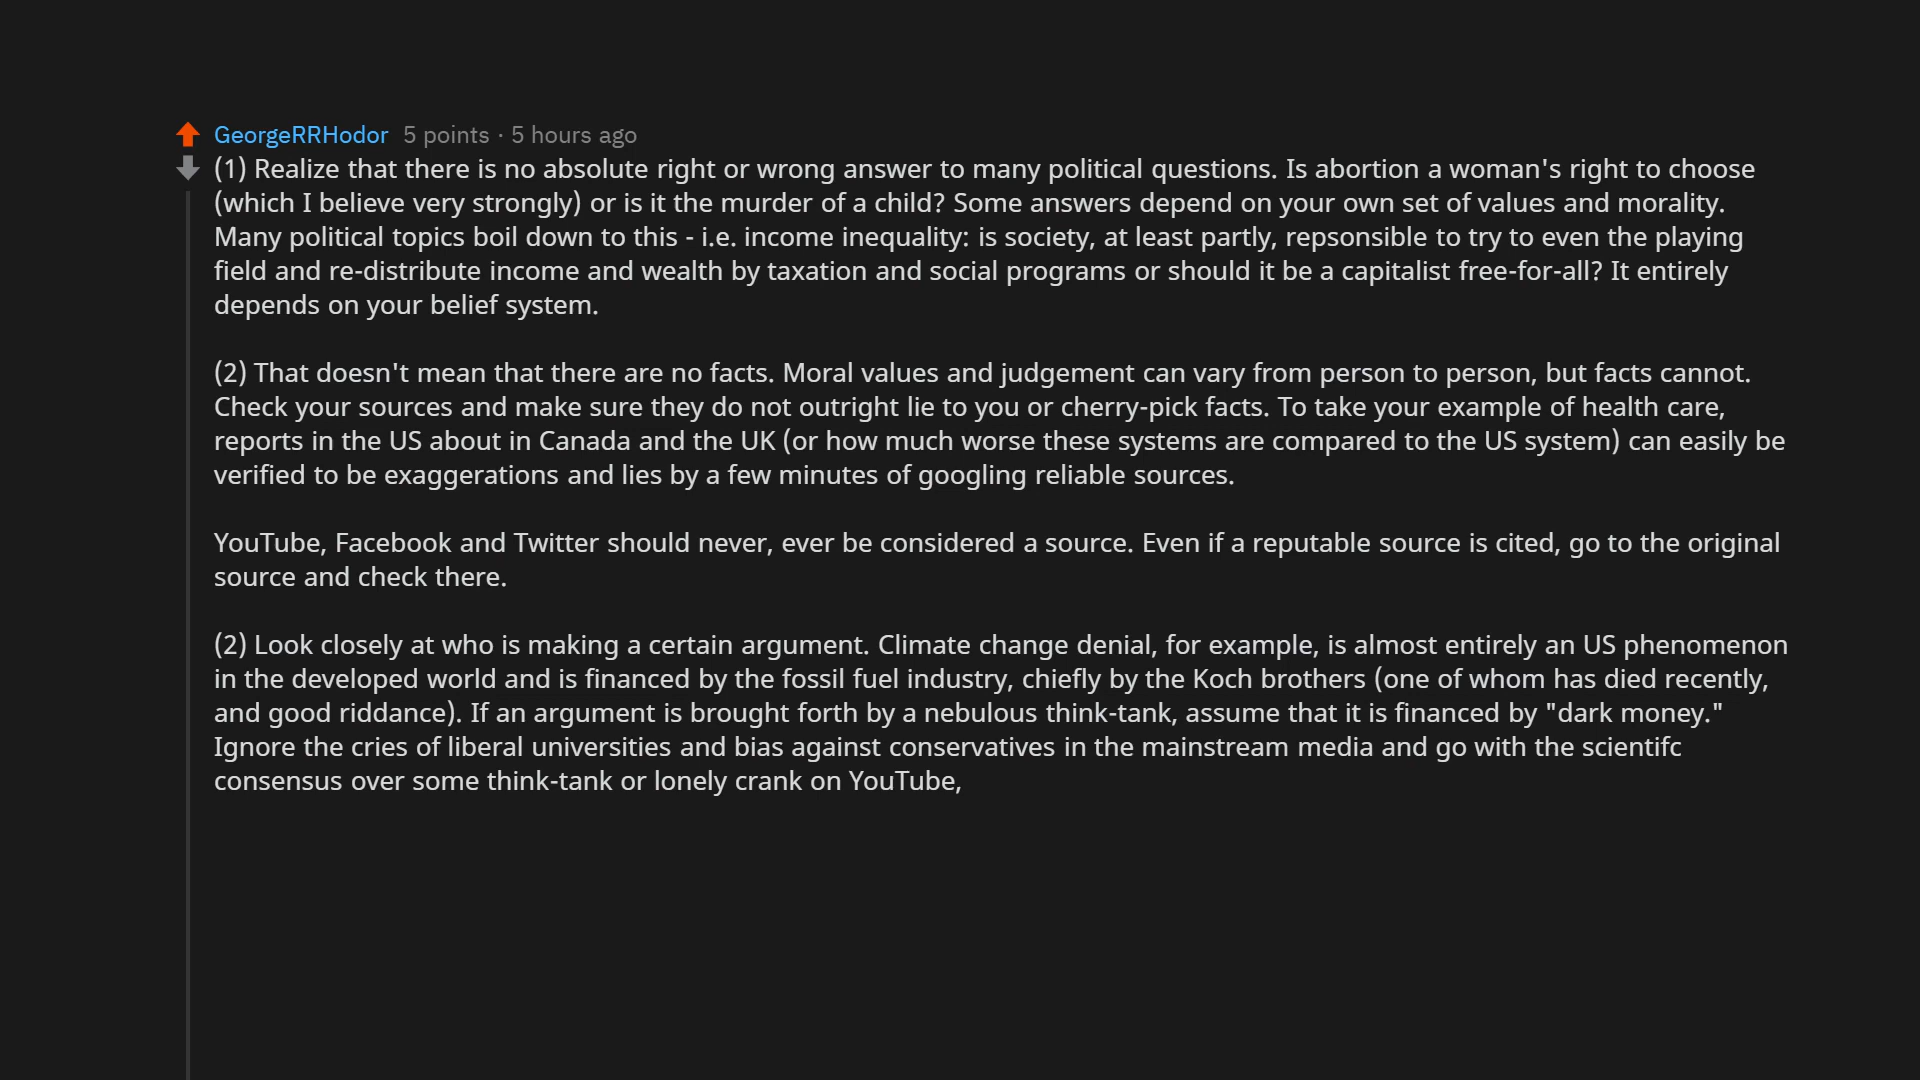 GeorgeRRHodor 5 points · 5 hours ago
(1) Realize that there is no absolute right or wrong answer to many political questions. Is abortion a woman's right to choose
(which I believe very strongly) or is it the murder of a child? Some answers depend on your own set of values and morality.
Many political topics boil down to this - i.e. income inequality: is society, at least partly, repsonsible to try to even the playing
field and re-distribute income and wealth by taxation and social programs or should it be a capitalist free-for-all? It entirely
depends on your belief system.
(2) That doesn't mean that there are no facts. Moral values and judgement can vary from person to person, but facts cannot.
Check your sources and make sure they do not outright lie to you or cherry-pick facts. To take your example of health care,
reports in the US about in Canada and the UK (or how much worse these systems are compared to the US system) can easily be
verified to be exaggerations and lies by a few minutes of googling reliable sources.
YouTube, Facebook and Twitter should never, ever be considered a source. Even if a reputable source is cited, go to the original
source and check there.
(2) Look closely at who is making a certain argument. Climate change denial, for example, is almost entirely an US phenomenon
in the developed world and is financed by the fossil fuel industry, chiefly by the Koch brothers (one of whom has died recently,
and good riddance). If an argument is brought forth by a nebulous think-tank, assume that it is financed by "dark money."
Ignore the cries of liberal universities and bias against conservatives in the mainstream media and go with the scientifc
consensus over some think-tank or lonely crank on YouTube,